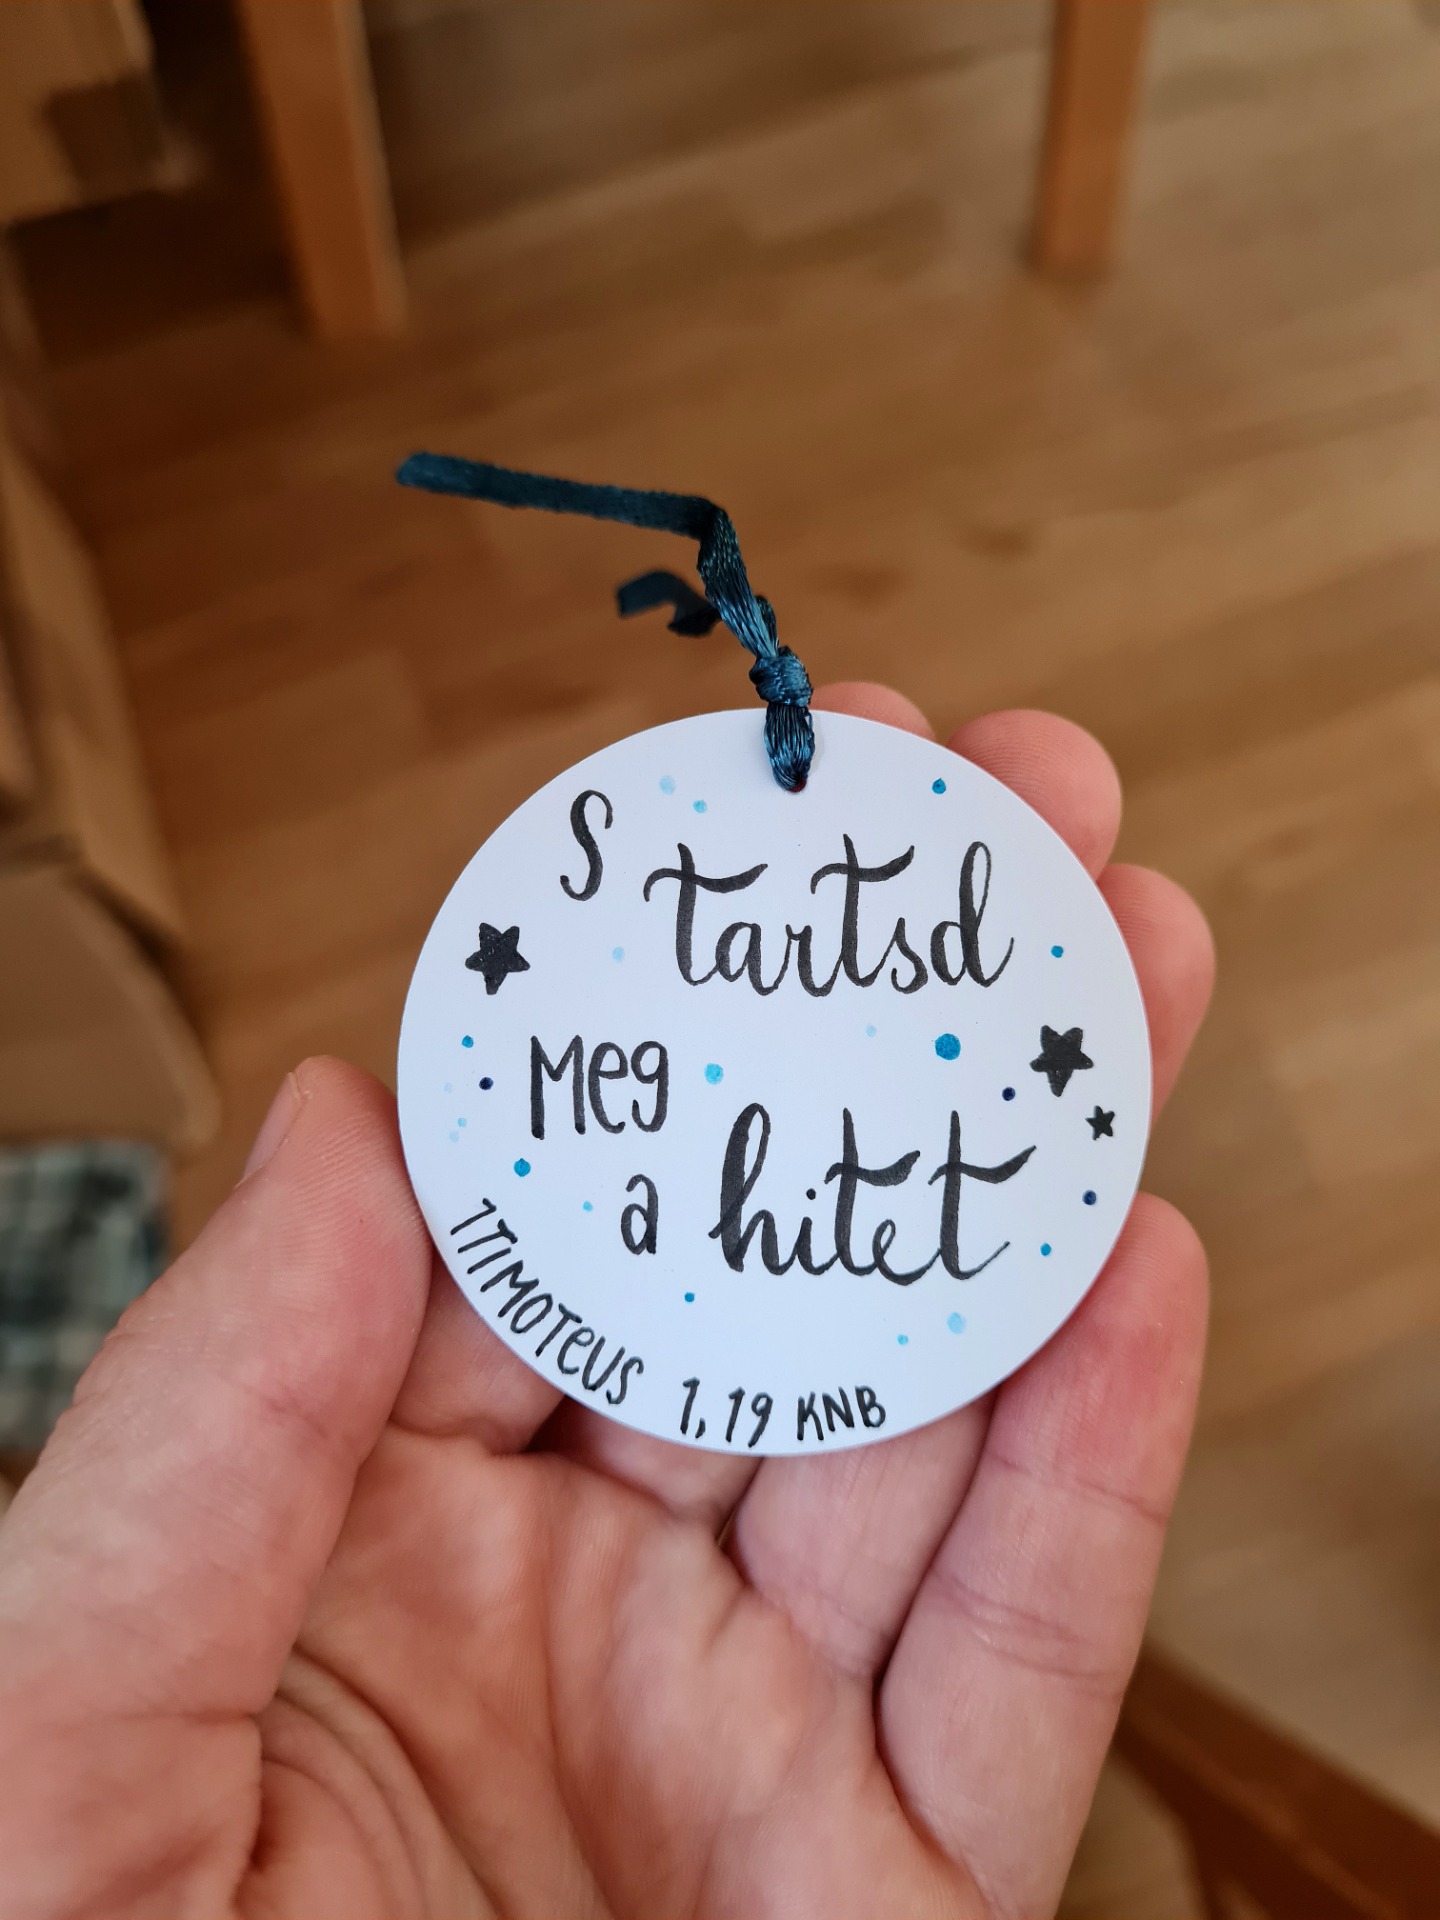 S tartsd
meg
a hitet
1TIMOTEUS 1,19 KNB